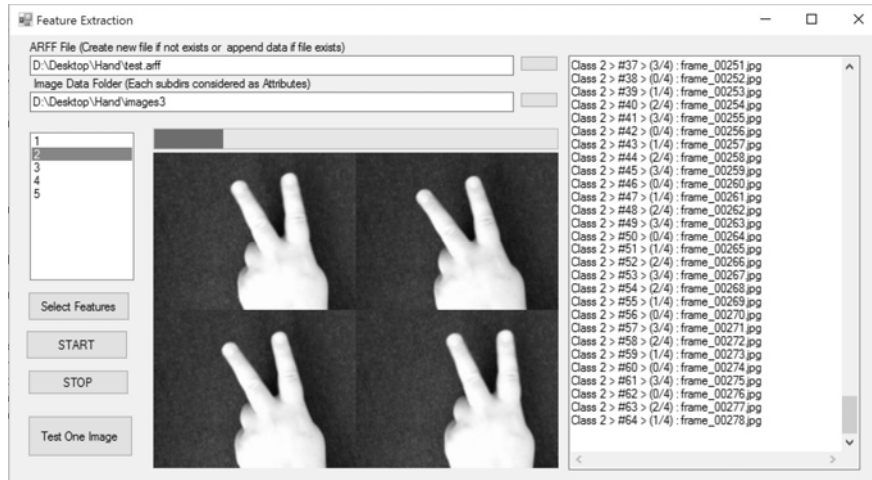 Feature Extraction
ARFF File (Create new file if not exists or append data if file exists)
D:\Desktop\Hand\test.arff
Image Data Folder (Each subdirs considered as Attributes)
D:\Desktop\Hand\images3
1
2
3
4
5
Select Features
START
STOP
Test One Image
Class 2 > #37 > (3/4) : frame_00251.jpg
Class 2 > #38 > (0/4) : frame_00252.jpg
Class 2 > #39 > (1/4) : frame_00253.jpg
Class 2 > #40 > (2/4) : frame_00254.jpg
Class 2 > #41 > (3/4) : frame_00255.jpg
Class 2 > #42 > (0/4) : frame_00256.jpg
Class 2 > #43 > (1/4) : frame_00257.jpg
Class 2 > #44 > (2/4) : frame_00258.jpg
Class 2 > #45 > (3/4) : frame_00259.jpg
Class 2 > #46 > (0/4) : frame_00260.jpg
Class 2 > #47 > (1/4) : frame_00261.jpg
Class 2 > #48 > (2/4) : frame_00262.jpg
Class 2 > #49 > (3/4) : frame_00263.jpg
Class 2 > #50 > (0/4) : frame_00264.jpg
Class 2 > #51 > (1/4) : frame_00265.jpg
Class 2 > #52 > (2/4) : frame_00266.jpg
Class 2 > #53 > (3/4) : frame_00267.jpg
Class 2 > #54 > (2/4) : frame_00268.jpg
Class 2 > #55 > (1/4) : frame_00269.jpg
Class 2 > #56 > (0/4) : frame_00270.jpg
Class 2 > #57 > (3/4) : frame_00271.jpg
Class 2 > #58 > (2/4) : frame_00272.jpg
Class 2 > #59 > (1/4) : frame_00273.jpg
Class 2 > #60 > (0/4) : frame_00274.jpg
Class 2 > #61 > (3/4) : frame_00275.jpg
Class 2 > #62 > (0/4) : frame_00276.jpg
Class 2 > #63 > (2/4) : frame_00277.jpg
Class 2 > #64 > (1/4) : frame_00278.jpg